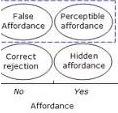 False Perceptible
Affordance affordance
Correct Hidden
rejection affordance
No Yes
Affordance